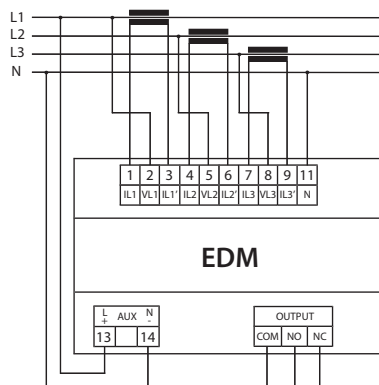 L1
L2
L3
N
1 2 3 4 5 6 7 8 9 11
IL1 VL1 IL1' IL2 VL2 IL2' IL3 VL3 IL3' N
EDM
L + AUX N -
13 14
OUTPUT
COM NO NC